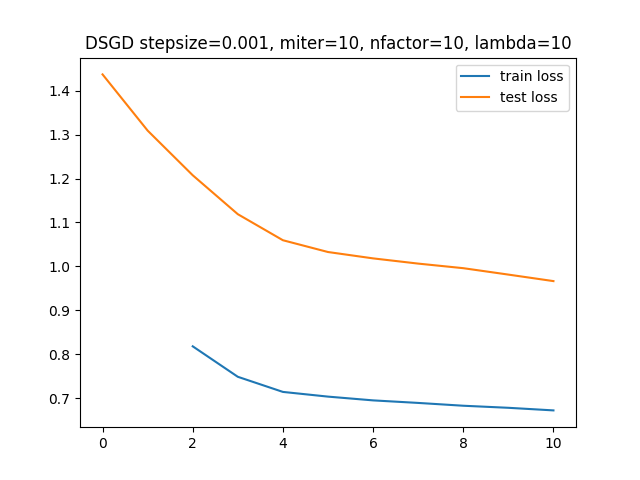 DSGD stepsize=0.001, miter=10, nfactor=10, lambda=10
train loss
test loss
1.4
1.3
1.2
1.1
1.0
0.9
0.8
0.7
0 2 4 6 8 10